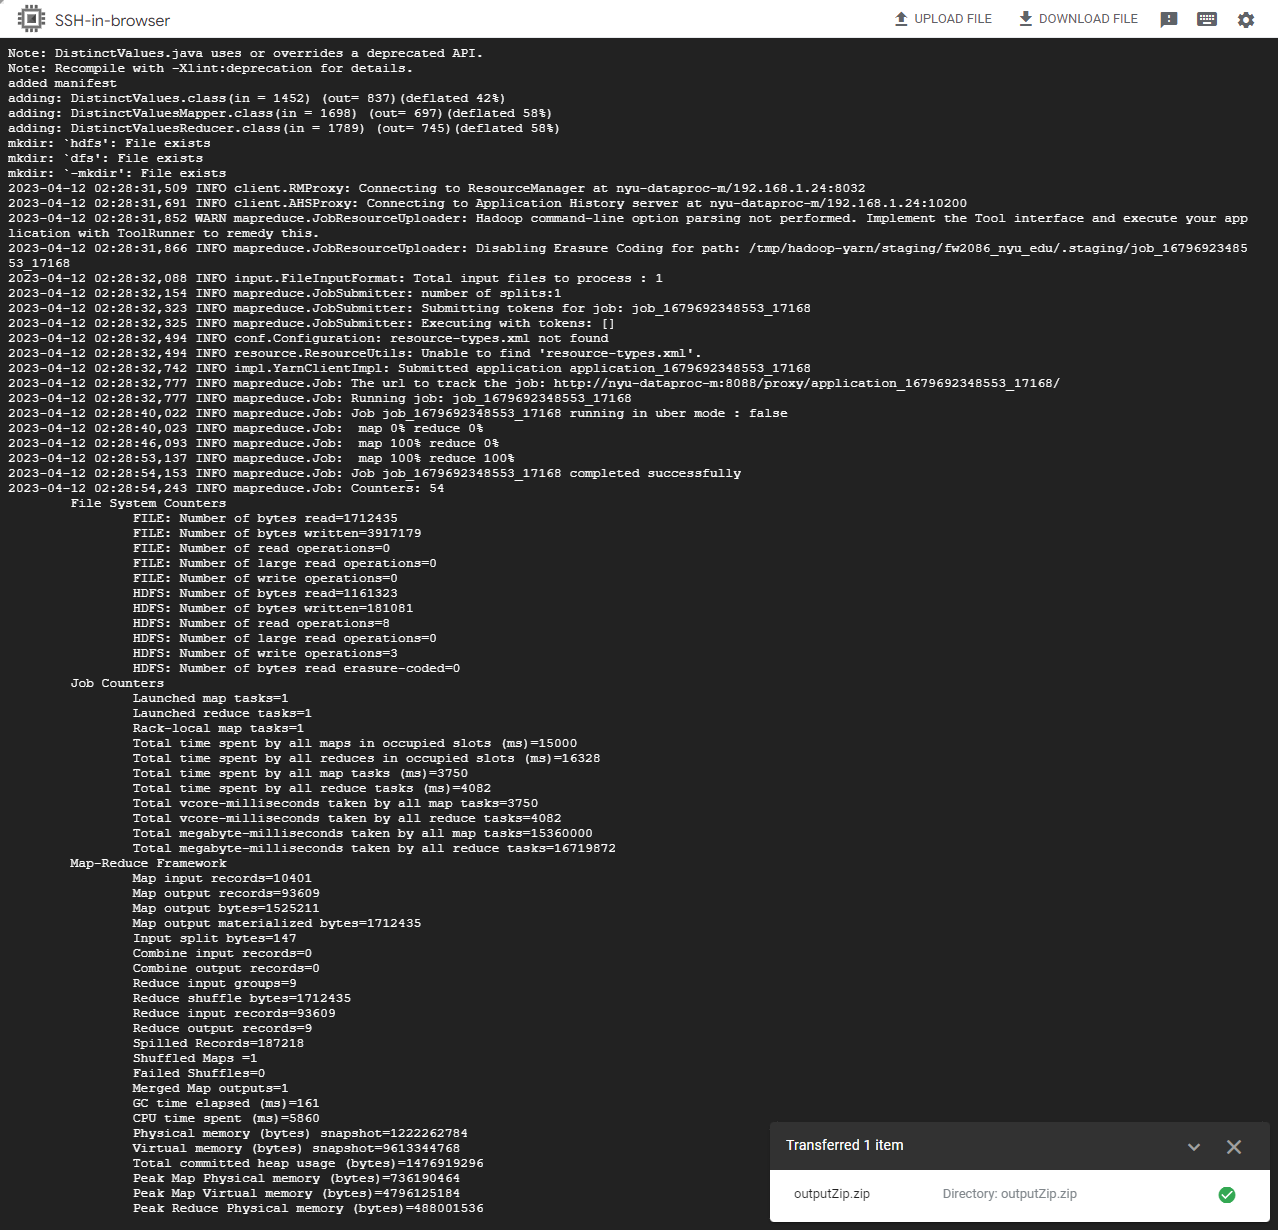 SSH-in-browser
UPLOAD FILE
DOWNLOAD FILE
Note: DistinctValues.java uses or overrides a deprecated API.
Note: Recompile with -Xlint:deprecation for details.
added manifest
adding: DistinctValues.class(in = 1452) (out= 837)(deflated 42%)
adding: DistinctValuesMapper.class(in = 1698) (out= 697)(deflated 58%)
adding: DistinctValuesReducer.class(in = 1789) (out= 745)(deflated 58%)
mkdir: `hdfs': File exists
mkdir: `dfs': File exists
mkdir: `-mkdir': File exists
2023-04-12 02:28:31,509 INFO client.RMProxy: Connecting to ResourceManager at nyu-dataproc-m/192.168.1.24:8032
2023-04-12 02:28:31,691 INFO client.AHSProxy: Connecting to Application History server at nyu-dataproc-m/192.168.1.24:10200
2023-04-12 02:28:31,852 WARN mapreduce.JobResourceUploader: Hadoop command-line option parsing not performed. Implement the Tool interface and execute your app
lication with ToolRunner to remedy this.
2023-04-12 02:28:31,866 INFO mapreduce.JobResourceUploader: Disabling Erasure Coding for path: /tmp/hadoop-yarn/staging/fw2086_nyu_edu/.staging/job_16796923485
53_17168
2023-04-12 02:28:32,088 INFO input.FileInputFormat: Total input files to process : 1
2023-04-12 02:28:32,154 INFO mapreduce.JobSubmitter: number of splits:1
2023-04-12 02:28:32,323 INFO mapreduce.JobSubmitter: Submitting tokens for job: job_1679692348553_17168
2023-04-12 02:28:32,325 INFO mapreduce.JobSubmitter: Executing with tokens: []
2023-04-12 02:28:32,494 INFO conf.Configuration: resource-types.xml not found
2023-04-12 02:28:32,494 INFO resource.ResourceUtils: Unable to find 'resource-types.xml'.
2023-04-12 02:28:32,742 INFO impl.YarnClientImpl: Submitted application application_1679692348553_17168
2023-04-12 02:28:32,777 INFO mapreduce.Job: The url to track the job: http://nyu-dataproc-m:8088/proxy/application_1679692348553_17168/
2023-04-12 02:28:32,777 INFO mapreduce.Job: Running job: job_1679692348553_17168
2023-04-12 02:28:40,022 INFO mapreduce.Job: Job job_1679692348553_17168 running in uber mode : false
2023-04-12 02:28:40,023 INFO mapreduce.Job:  map 0% reduce 0%
2023-04-12 02:28:46,093 INFO mapreduce.Job:  map 100% reduce 0%
2023-04-12 02:28:53,137 INFO mapreduce.Job:  map 100% reduce 100%
2023-04-12 02:28:54,153 INFO mapreduce.Job: Job job_1679692348553_17168 completed successfully
2023-04-12 02:28:54,243 INFO mapreduce.Job: Counters: 54
File System Counters
FILE: Number of bytes read=1712435
FILE: Number of bytes written=3917179
FILE: Number of read operations=0
FILE: Number of large read operations=0
FILE: Number of write operations=0
HDFS: Number of bytes read=1161323
HDFS: Number of bytes written=181081
HDFS: Number of read operations=8
HDFS: Number of large read operations=0
HDFS: Number of write operations=3
HDFS: Number of bytes read erasure-coded=0
Job Counters
Launched map tasks=1
Launched reduce tasks=1
Rack-local map tasks=1
Total time spent by all maps in occupied slots (ms)=15000
Total time spent by all reduces in occupied slots (ms)=16328
Total time spent by all map tasks (ms)=3750
Total time spent by all reduce tasks (ms)=4082
Total vcore-milliseconds taken by all map tasks=3750
Total vcore-milliseconds taken by all reduce tasks=4082
Total megabyte-milliseconds taken by all map tasks=15360000
Total megabyte-milliseconds taken by all reduce tasks=16719872
Map-Reduce Framework
Map input records=10401
Map output records=93609
Map output bytes=1525211
Map output materialized bytes=1712435
Input split bytes=147
Combine input records=0
Combine output records=0
Reduce input groups=9
Reduce shuffle bytes=1712435
Reduce input records=93609
Reduce output records=9
Spilled Records=187218
Shuffled Maps =1
Failed Shuffles=0
Merged Map outputs=1
GC time elapsed (ms)=161
CPU time spent (ms)=5860
Physical memory (bytes) snapshot=1222262784
Virtual memory (bytes) snapshot=9613344768
Total committed heap usage (bytes)=1476919296
Peak Map Physical memory (bytes)=736190464
Peak Map Virtual memory (bytes)=4796125184
Peak Reduce Physical memory (bytes)=488001536
Transferred 1 item
outputZip.zip
Directory: outputZip.zip